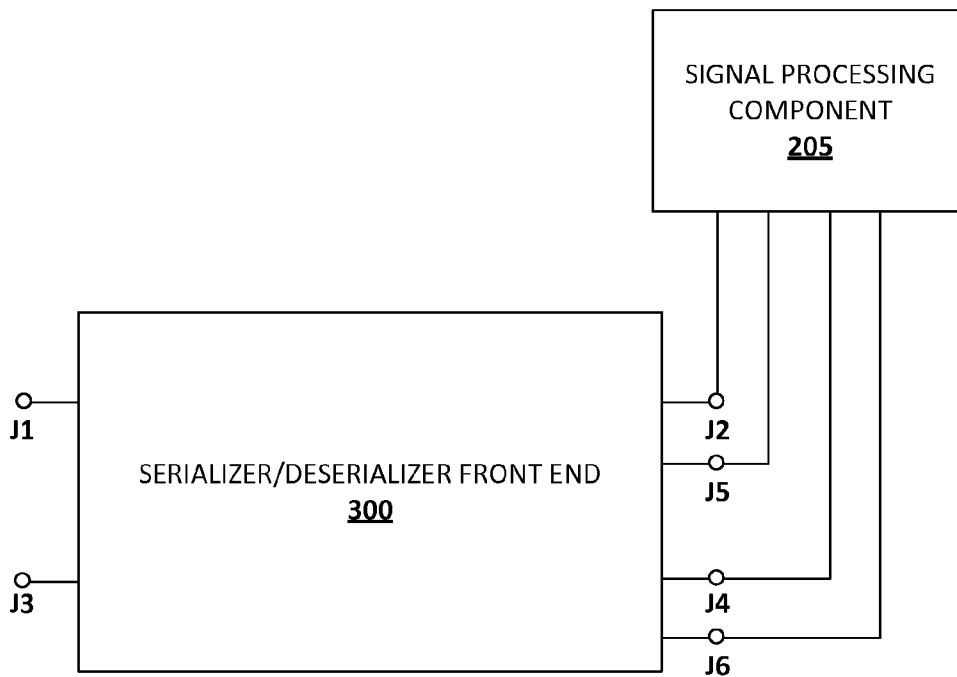 SIGNAL PROCESSING
COMPONENT
205
J1
J2
SERIALIZER/DESERIALIZER FRONT END
300
J5
J3
J4
J6